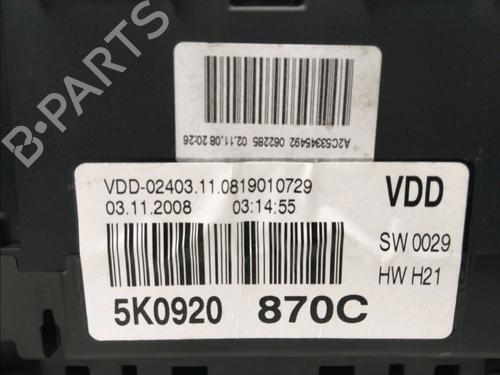 B-PARTS
A2C53345492 062285 02.11.08 20:26
VDD-02403.11.0819010729
VDD
03.11.2008 03:14:55
SW 0029
HW H21
5K0920 870C